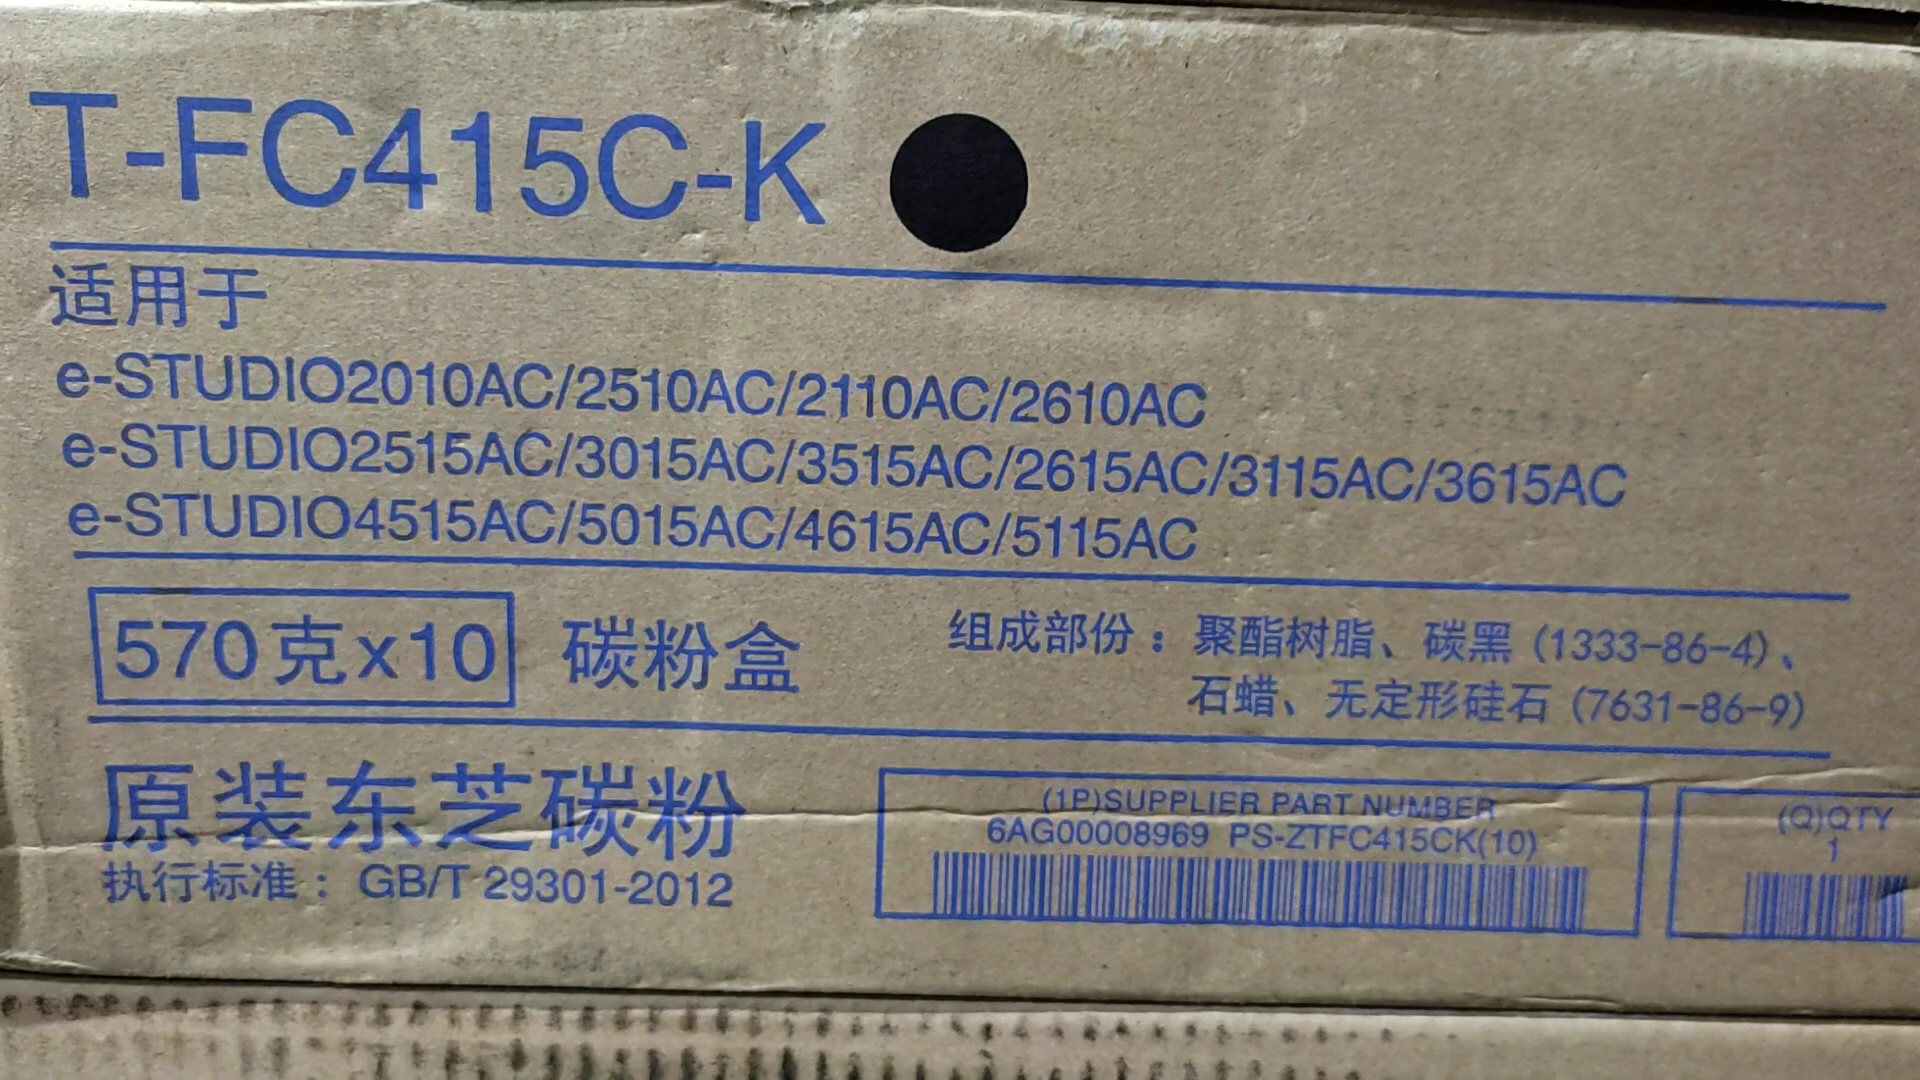 T-FC415C-K
适用于
e-STUDIO2010AC/2510AC/2110AC/2610AC
e-STUDIO2515AC/3015AC/3515AC/2615AC/3115AC/3615AC
e-STUDIO4515AC/5015AC/4615AC/5115AC
570克x10 碳粉盒
组成部份：聚酯树脂、碳黑 (1333-86-4)、
石蜡、无定形硅石 (7631-86-9)
原装东芝碳粉
执行标准：GB/T 29301-2012
(1P)SUPPLIER PART NUMBER
6AG00008969 PS-ZTFC415CK(10)
(Q)QTY
1